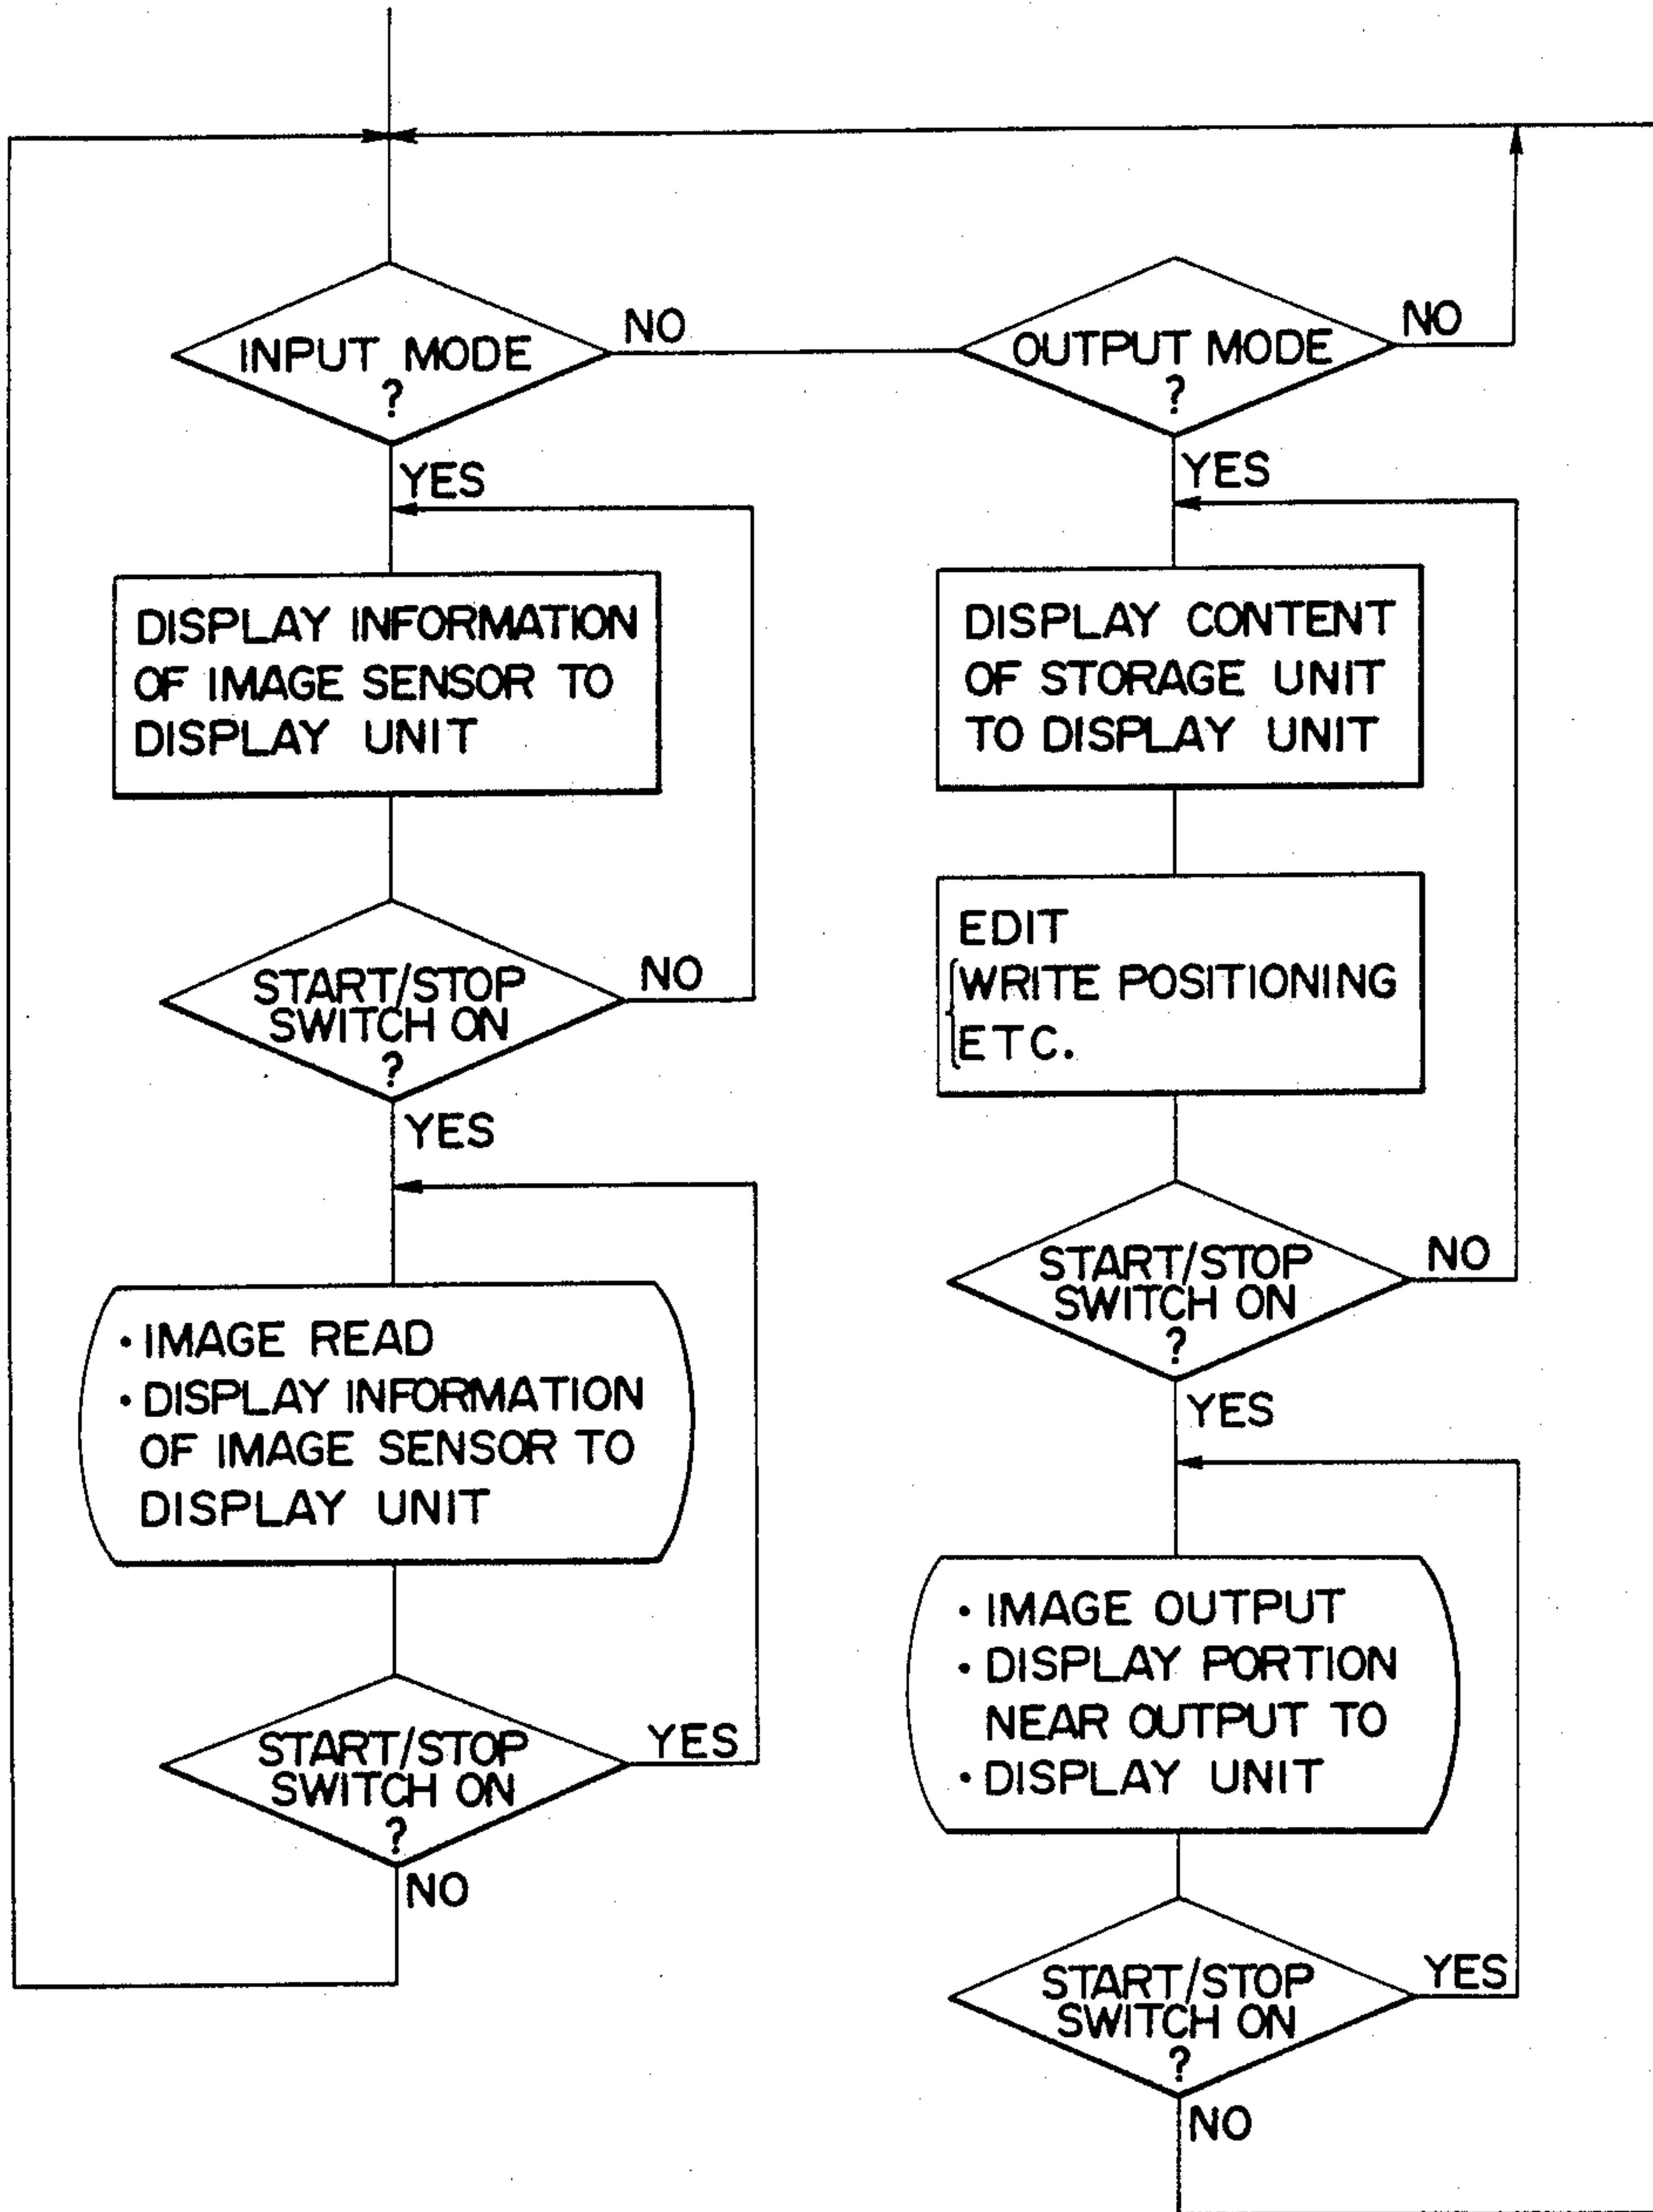 INPUT MODE
?
NO
YES
DISPLAY INFORMATION
OF IMAGE SENSOR TO
DISPLAY UNIT
START/STOP
SWITCH ON
?
NO
YES
• IMAGE READ
• DISPLAY INFORMATION
OF IMAGE SENSOR TO
DISPLAY UNIT
START/STOP
SWITCH ON
?
YES
NO
OUTPUT MODE
?
NO
YES
DISPLAY CONTENT
OF STORAGE UNIT
TO DISPLAY UNIT
EDIT
WRITE POSITIONING
ETC.
START/STOP
SWITCH ON
?
NO
YES
• IMAGE OUTPUT
• DISPLAY PORTION
NEAR OUTPUT TO
• DISPLAY UNIT
START/STOP
SWITCH ON
?
YES
NO